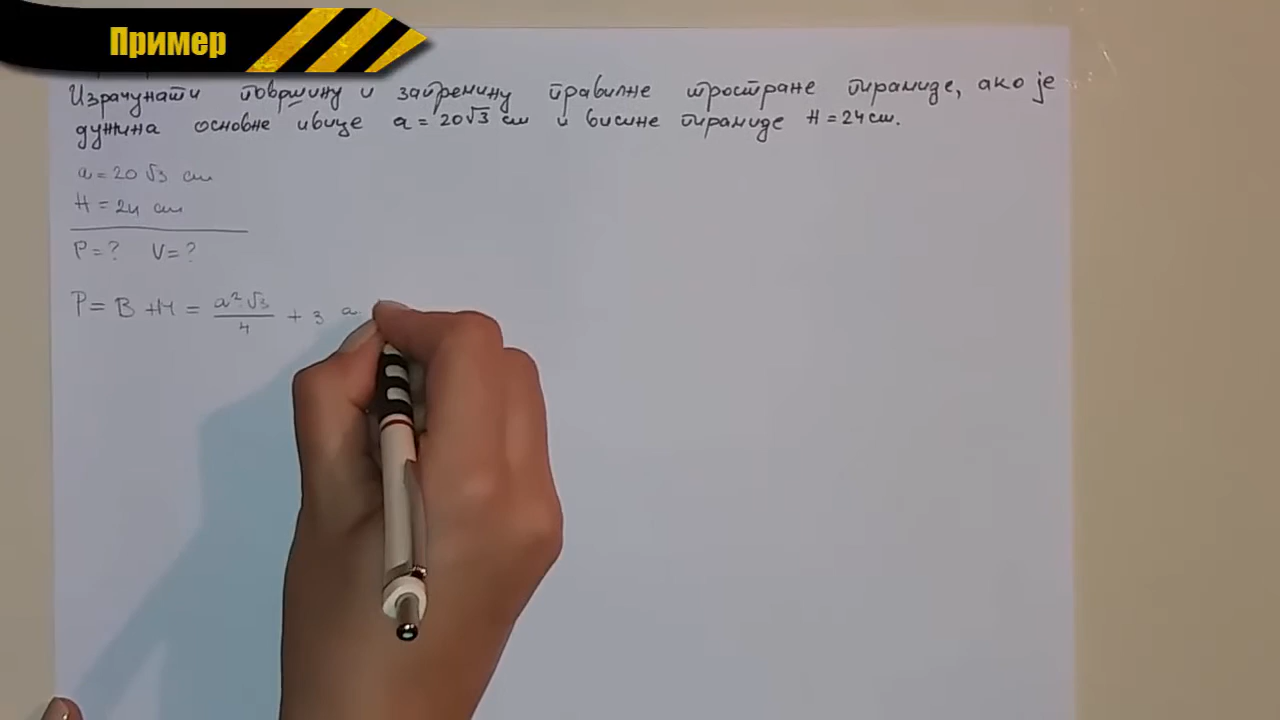 Пример
Израчунати површину и запремину правилне тростране пирамиде, ако је
дужина основне ивице a = 20√3 cm и висине пирамиде H = 24 cm.
a = 20√3 cm
H = 24 cm
P = ? V = ?
P = B + M = a²√3/4 + 3 a